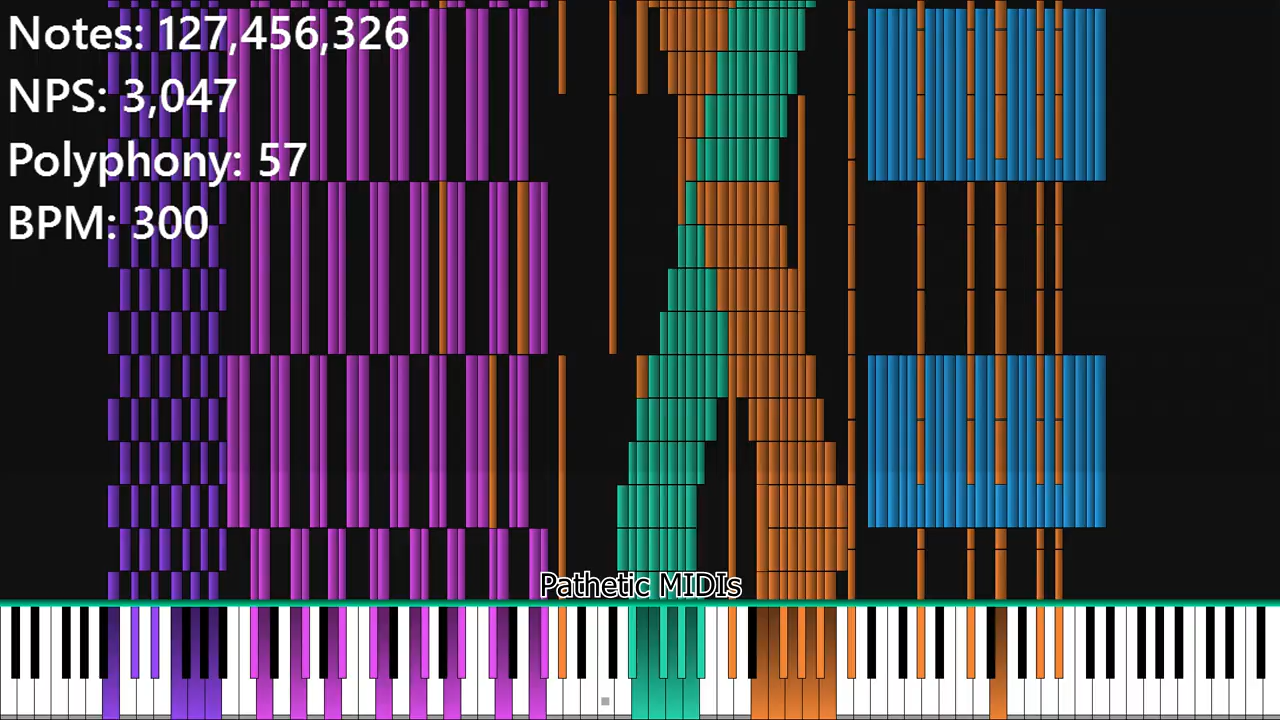 Notes: 127,456,326
NPS: 3,047
Polyphony: 57
BPM: 300
Pathetic MIDIs